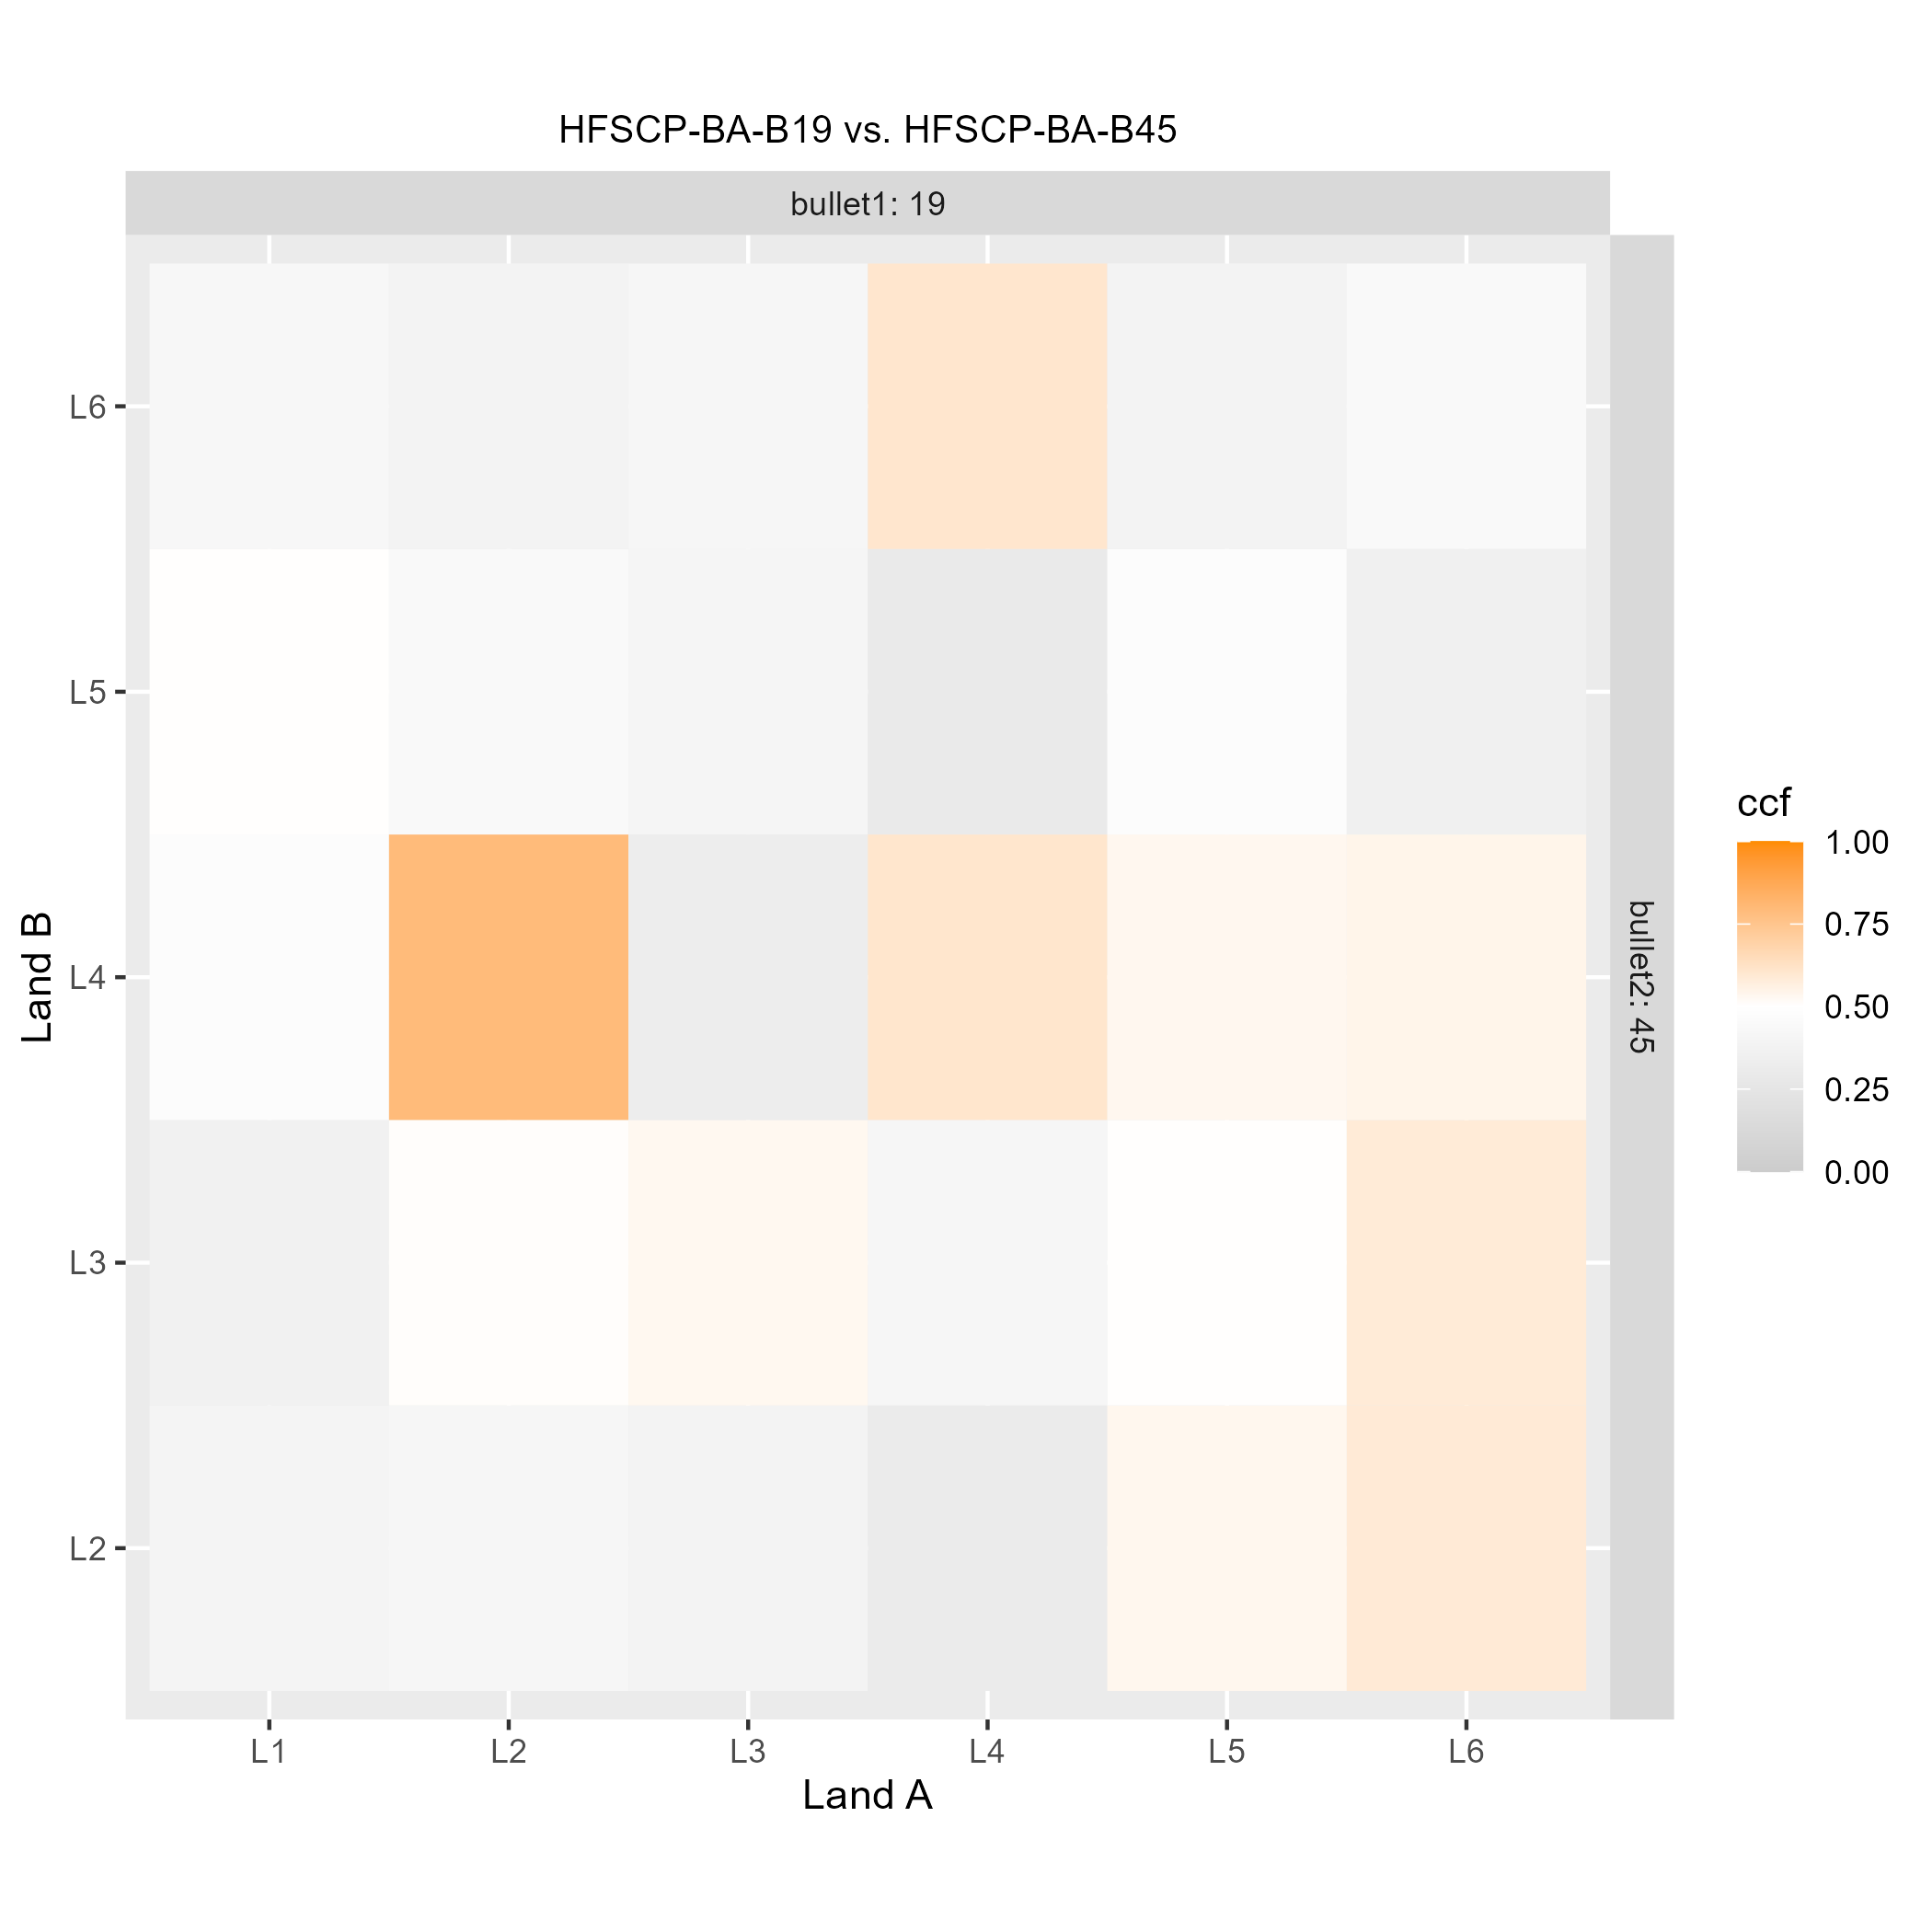 HFSCP-BA-B19 vs. HFSCP-BA-B45
bullet1: 19
L6
L5
L4
L3
L2
Land B
bullet2: 45
L1 L2 L3 L4 L5 L6
Land A
ccf
1.00
0.75
0.50
0.25
0.00